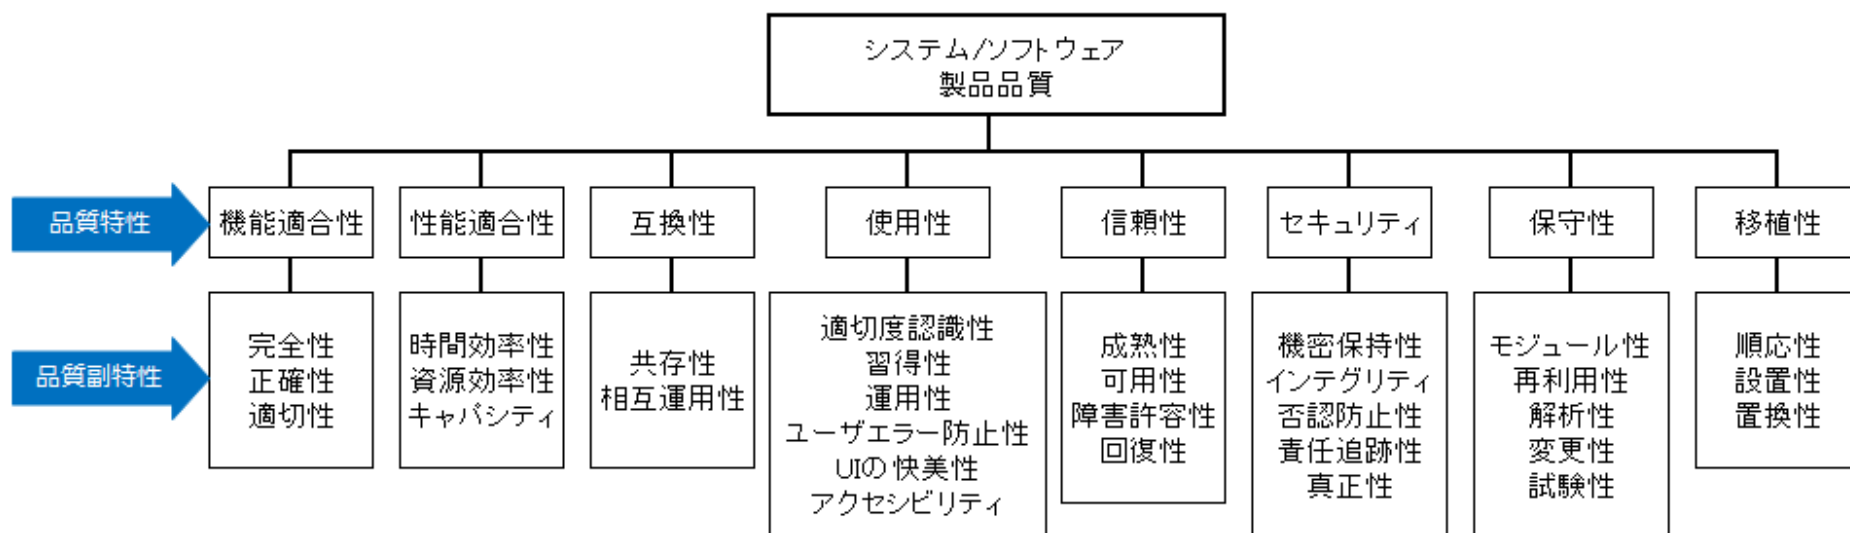 システム/ソフトウェア
製品品質
品質特性
機能適合性
性能適合性
互換性
使用性
信頼性
セキュリティ
保守性
移植性
品質副特性
完全性
正確性
適切性
時間効率性
資源効率性
キャパシティ
共存性
相互運用性
適切度認識性
習得性
運用性
ユーザエラー防止性
UIの快美性
アクセシビリティ
成熟性
可用性
障害許容性
回復性
機密保持性
インテグリティ
否認防止性
責任追跡性
真正性
モジュール性
再利用性
解析性
変更性
試験性
順応性
設置性
置換性